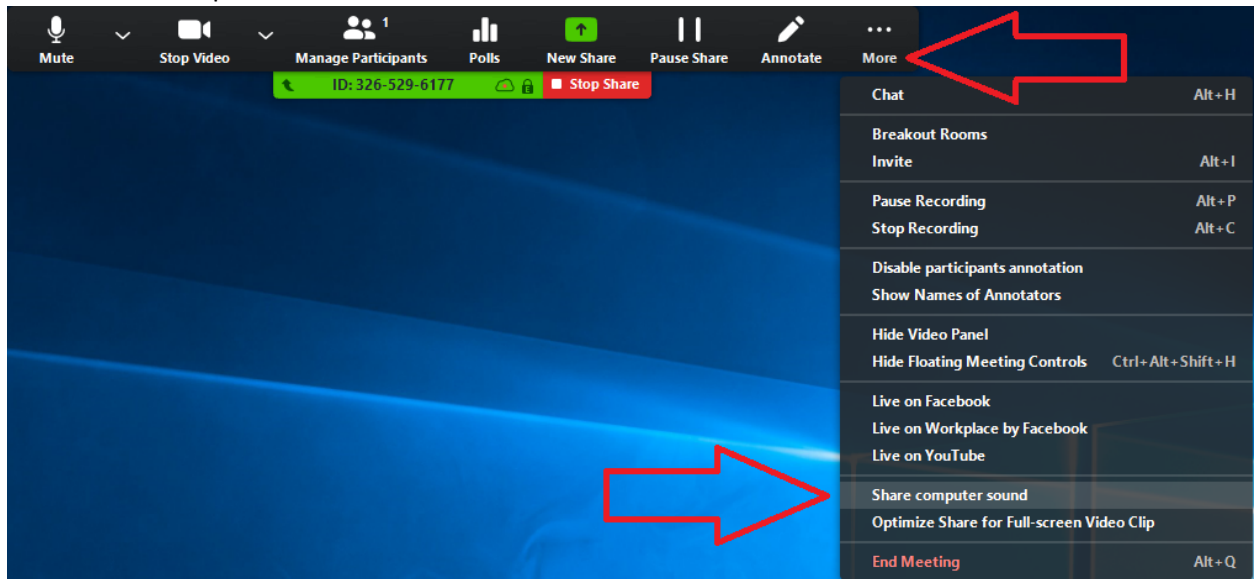 1
Mute Stop Video Manage Participants Polls New Share Pause Share Annotate More
ID: 326-529-6177 Stop Share
Chat Alt+H
Breakout Rooms
Invite Alt+I
Pause Recording Alt+P
Stop Recording Alt+C
Disable participants annotation
Show Names of Annotators
Hide Video Panel
Hide Floating Meeting Controls Ctrl+Alt+Shift+H
Live on Facebook
Live on Workplace by Facebook
Live on YouTube
Share computer sound
Optimize Share for Full-screen Video Clip
End Meeting Alt+Q